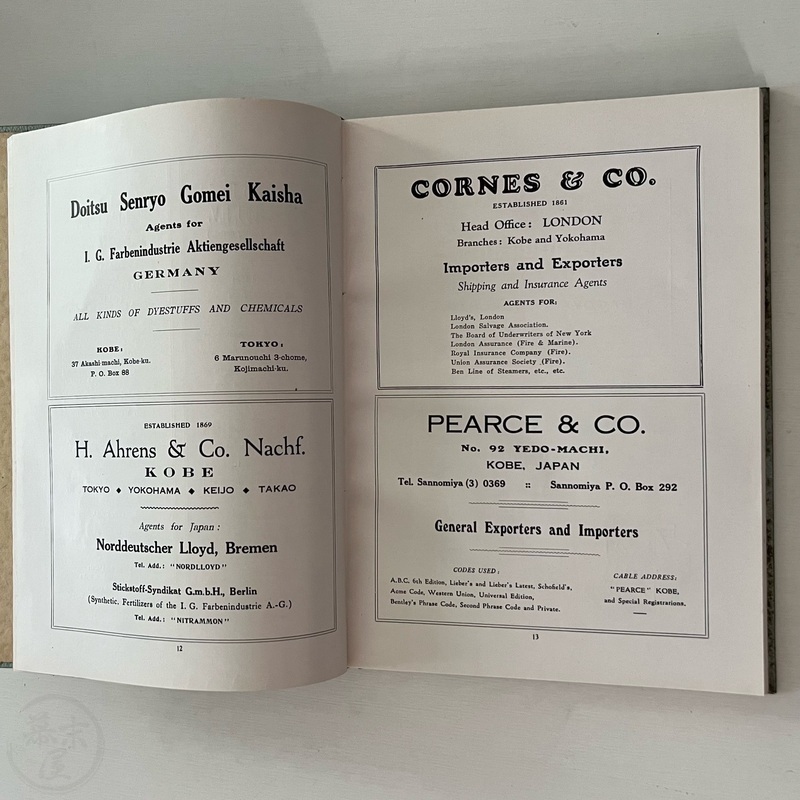 Doitsu Senryo Gomei Kaisha
Agents for
I. G. Farbenindustrie Aktiengesellschaft
GERMANY
ALL KINDS OF DYESTUFFS AND CHEMICALS
KOBE:
37 Akashi-machi, Kobe-ku.
P. O. Box 88
TOKYO:
6 Marunouchi 3-chome,
Kojimachi-ku.
ESTABLISHED 1869
H. Ahrens & Co. Nachf.
KOBE
TOKYO ◆ YOKOHAMA ◆ KEIJO ◆ TAKAO
Agents for Japan:
Norddeutscher Lloyd, Bremen
Tel. Add.: "NORDLLOYD"
Stickstoff-Syndikat G.m.b.H., Berlin
(Synthetic. Fertilizers of the I. G. Farbenindustrie A.-G.)
Tel. Add.: "NITRAMMON"
12
CORNES & CO.
ESTABLISHED 1861
Head Office: LONDON
Branches: Kobe and Yokohama
Importers and Exporters
Shipping and Insurance Agents
AGENTS FOR:
Lloyd's, London
London Salvage Association.
The Board of Underwriters of New York
London Assurance (Fire & Marine).
Royal Insurance Company (Fire).
Union Assurance Society (Fire).
Ben Line of Steamers, etc., etc.
PEARCE & CO.
No. 92 YEDO-MACHI,
KOBE, JAPAN
Tel. Sannomiya (3) 0369 :: Sannomiya P. O. Box 292
General Exporters and Importers
CODES USED:
A.B.C. 6th Edition, Lieber's and Lieber's Latest, Schofield's,
Acme Code, Western Union, Universal Edition,
Bentley's Phrase Code, Second Phrase Code and Private.
CABLE ADDRESS:
"PEARCE" KOBE,
and Special Registrations.
13
幕末屋